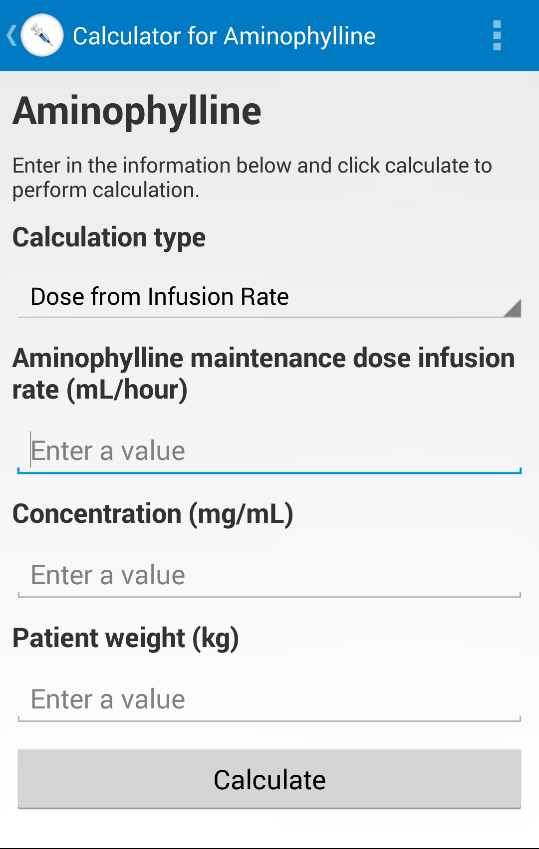 Calculator for Aminophylline
Aminophylline
Enter in the information below and click calculate to
perform calculation.
Calculation type
Dose from Infusion Rate
Aminophylline maintenance dose infusion
rate (mL/hour)
Enter a value
Concentration (mg/mL)
Enter a value
Patient weight (kg)
Enter a value
Calculate